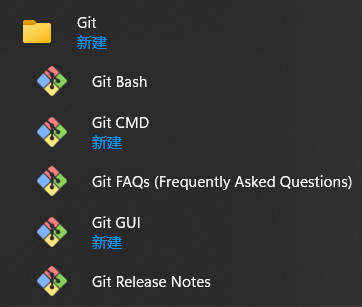 Git
新建
Git Bash
Git CMD
新建
Git FAQs (Frequently Asked Questions)
Git GUI
新建
Git Release Notes